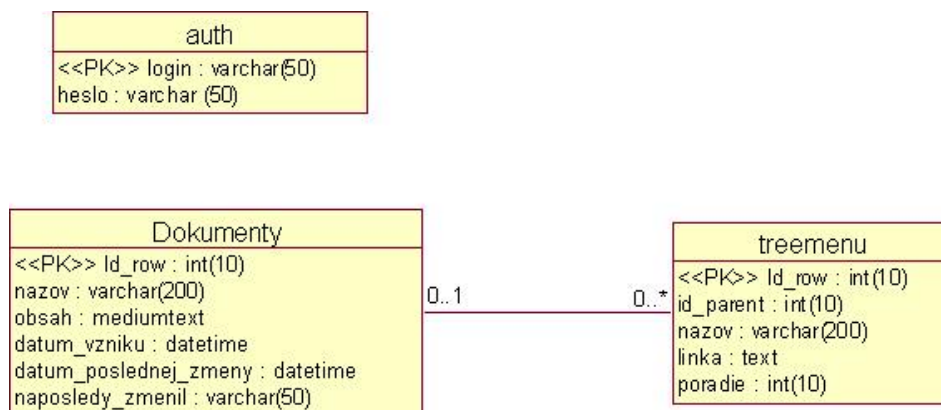 auth
<<PK>> login : varchar(50)
heslo : varchar (50)
Dokumenty
<<PK>> Id_row : int(10)
nazov : varchar(200)
obsah : mediumtext
datum_vzniku : datetime
datum_poslednej_zmeny : datetime
naposledy_zmenil : varchar(50)
0..1
0..*
treemenu
<<PK>> Id_row : int(10)
id_parent : int(10)
nazov : varchar(200)
linka : text
poradie : int(10)